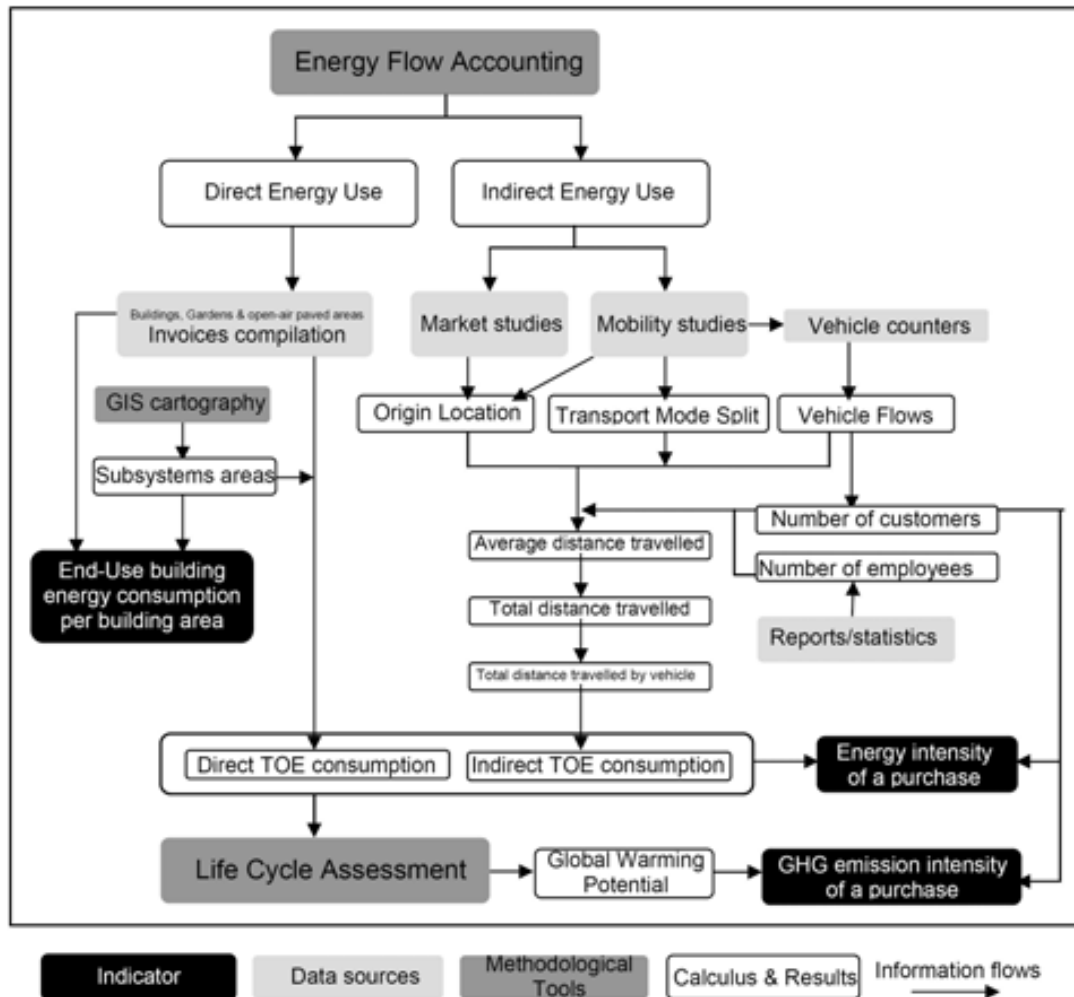 Energy Flow Accounting
Direct Energy Use
Indirect Energy Use
Buildings, Gardens & open-air paved areas
Invoices compilation
Market studies
Mobility studies
Vehicle counters
GIS cartography
Origin Location
Transport Mode Split
Vehicle Flows
Subsystems areas
Number of customers
Average distance travelled
End-Use building
energy consumption
per building area
Number of employees
Total distance travelled
Reports/statistics
Total distance travelled by vehicle
Direct TOE consumption
Indirect TOE consumption
Energy intensity
of a purchase
Life Cycle Assessment
Global Warming
Potential
GHG emission intensity
of a purchase
Indicator
Data sources
Methodological
Tools
Calculus & Results
Information flows